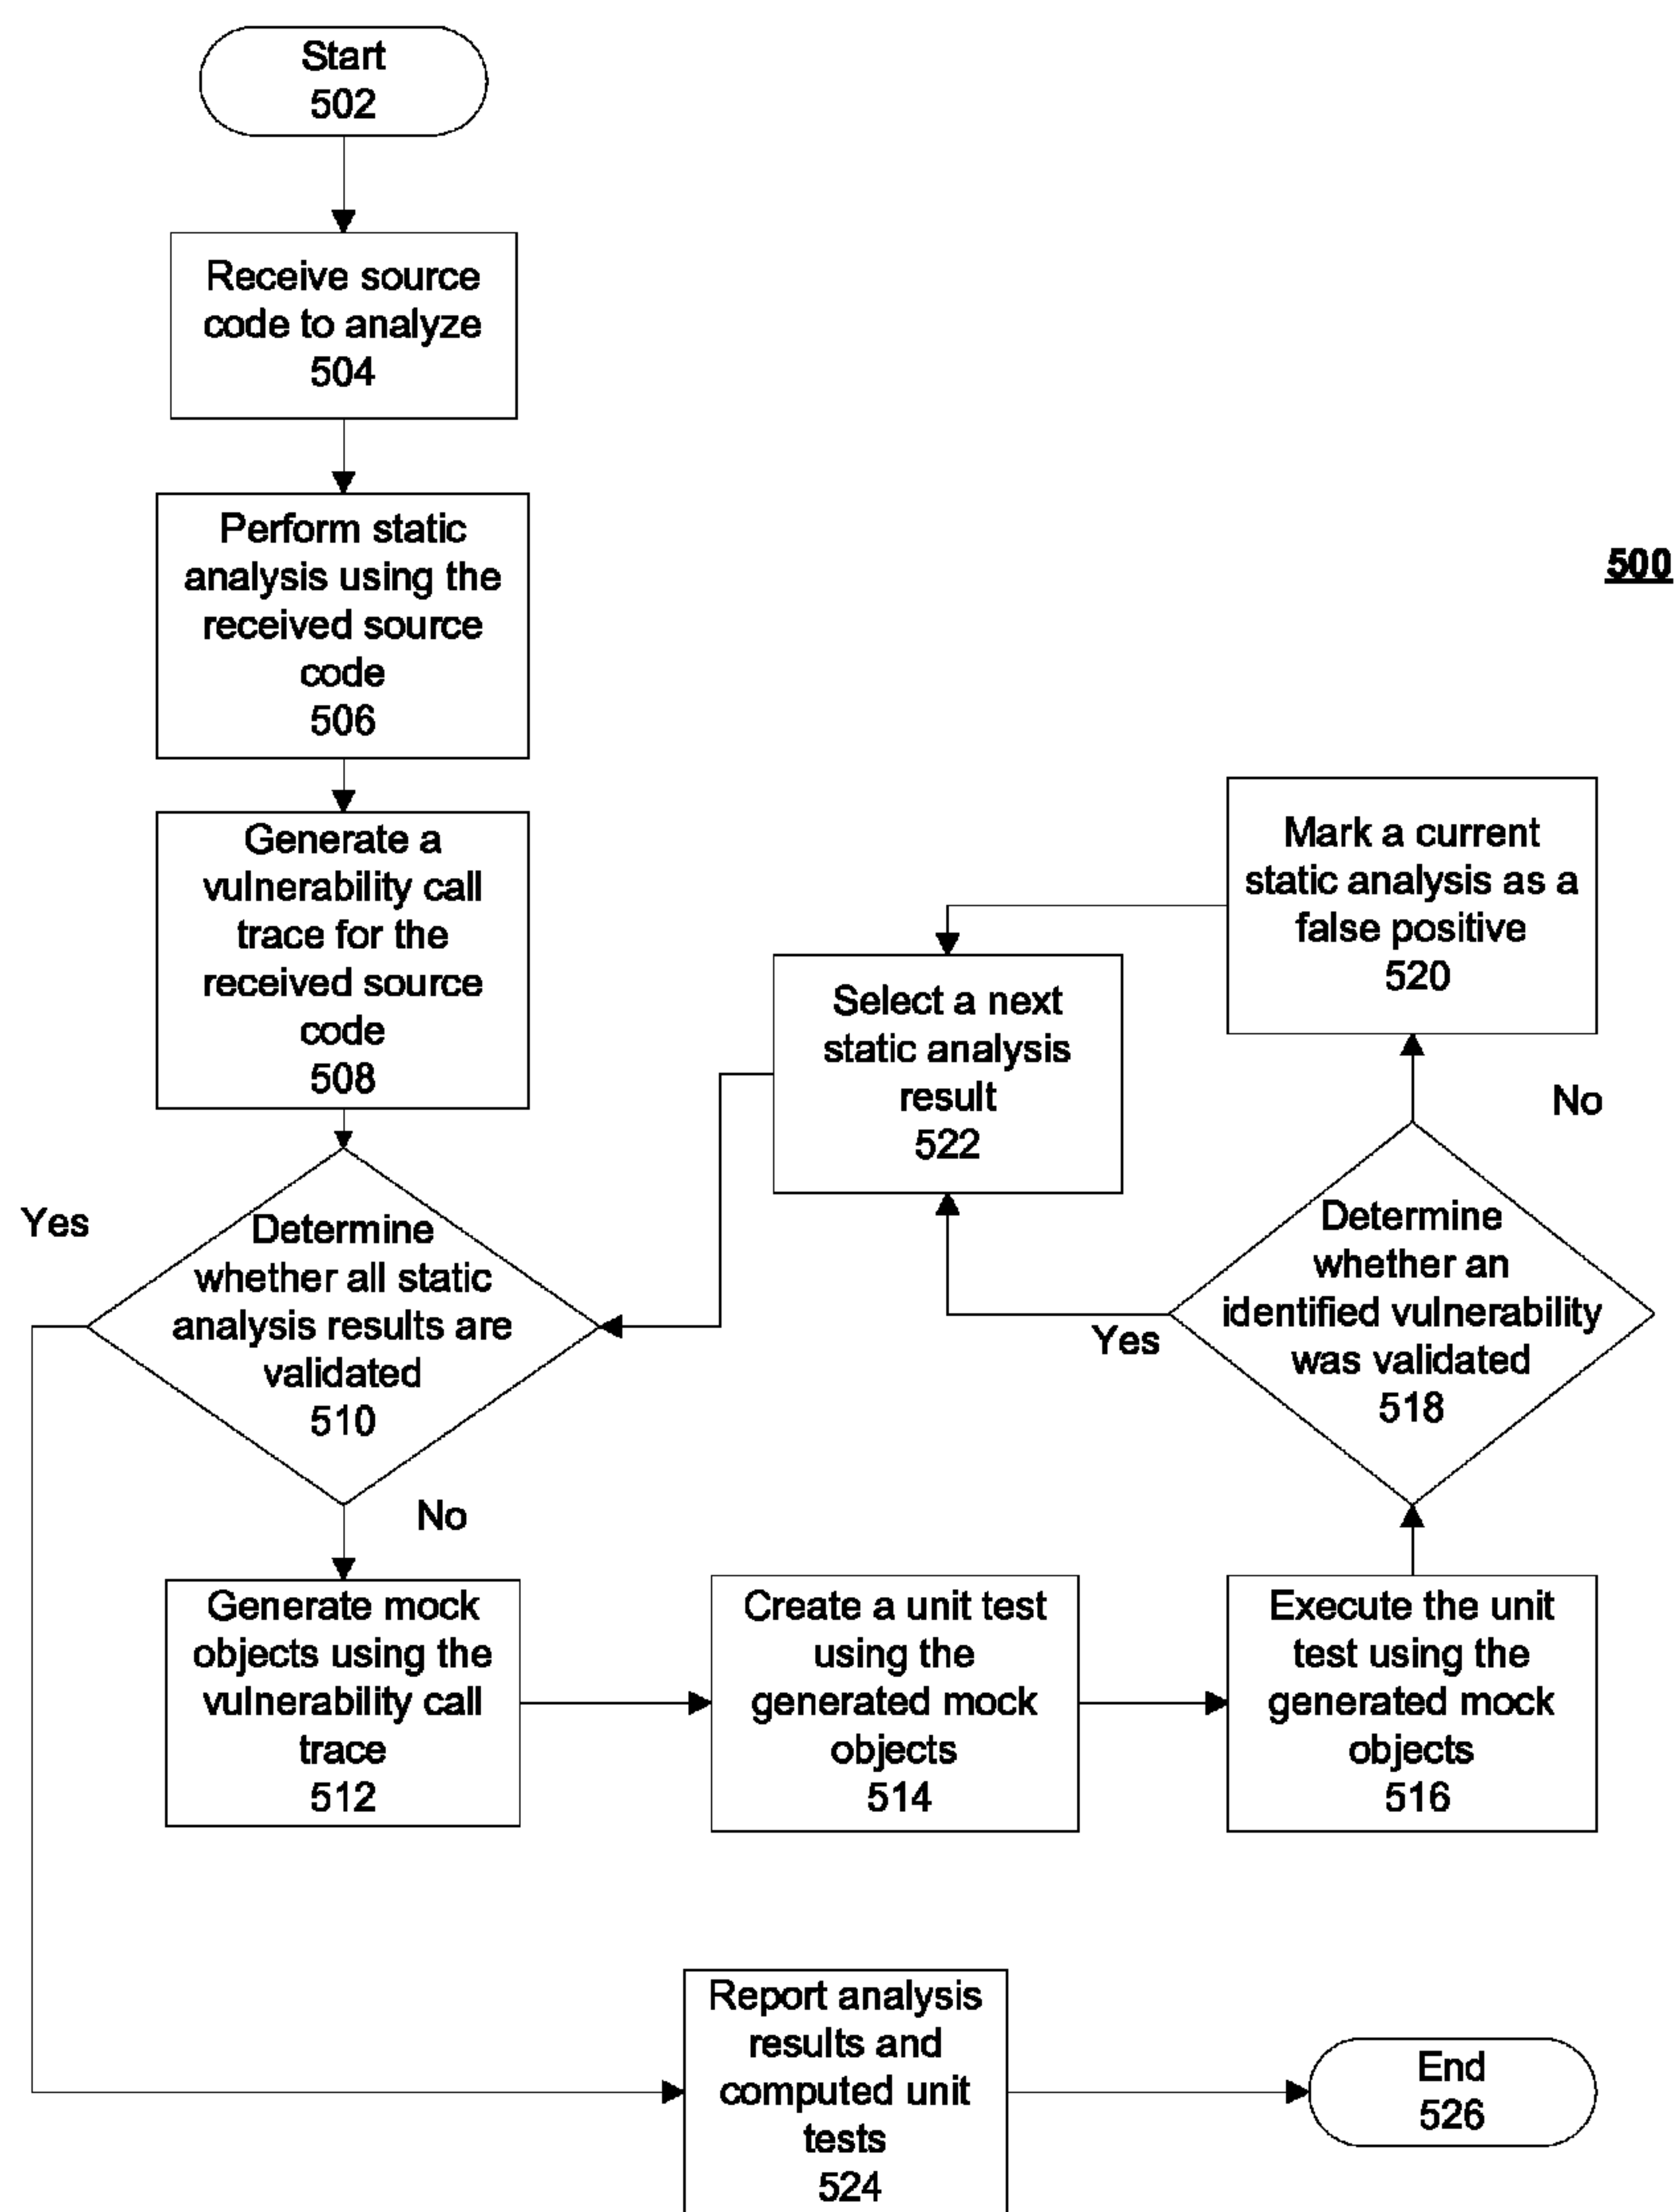 Start
502
Receive source
code to analyze
504
Perform static
analysis using the
received source
code
506
500
Generate a
vulnerability call
trace for the
received source
code
508
Mark a current
static analysis as a
false positive
520
Select a next
static analysis
result
522
No
Yes
Determine
whether all static
analysis results are
validated
510
Determine
whether an
identified vulnerability
was validated
518
Yes
No
Generate mock
objects using the
vulnerability call
trace
512
Create a unit test
using the
generated mock
objects
514
Execute the unit
test using the
generated mock
objects
516
Report analysis
results and
computed unit
tests
524
End
526